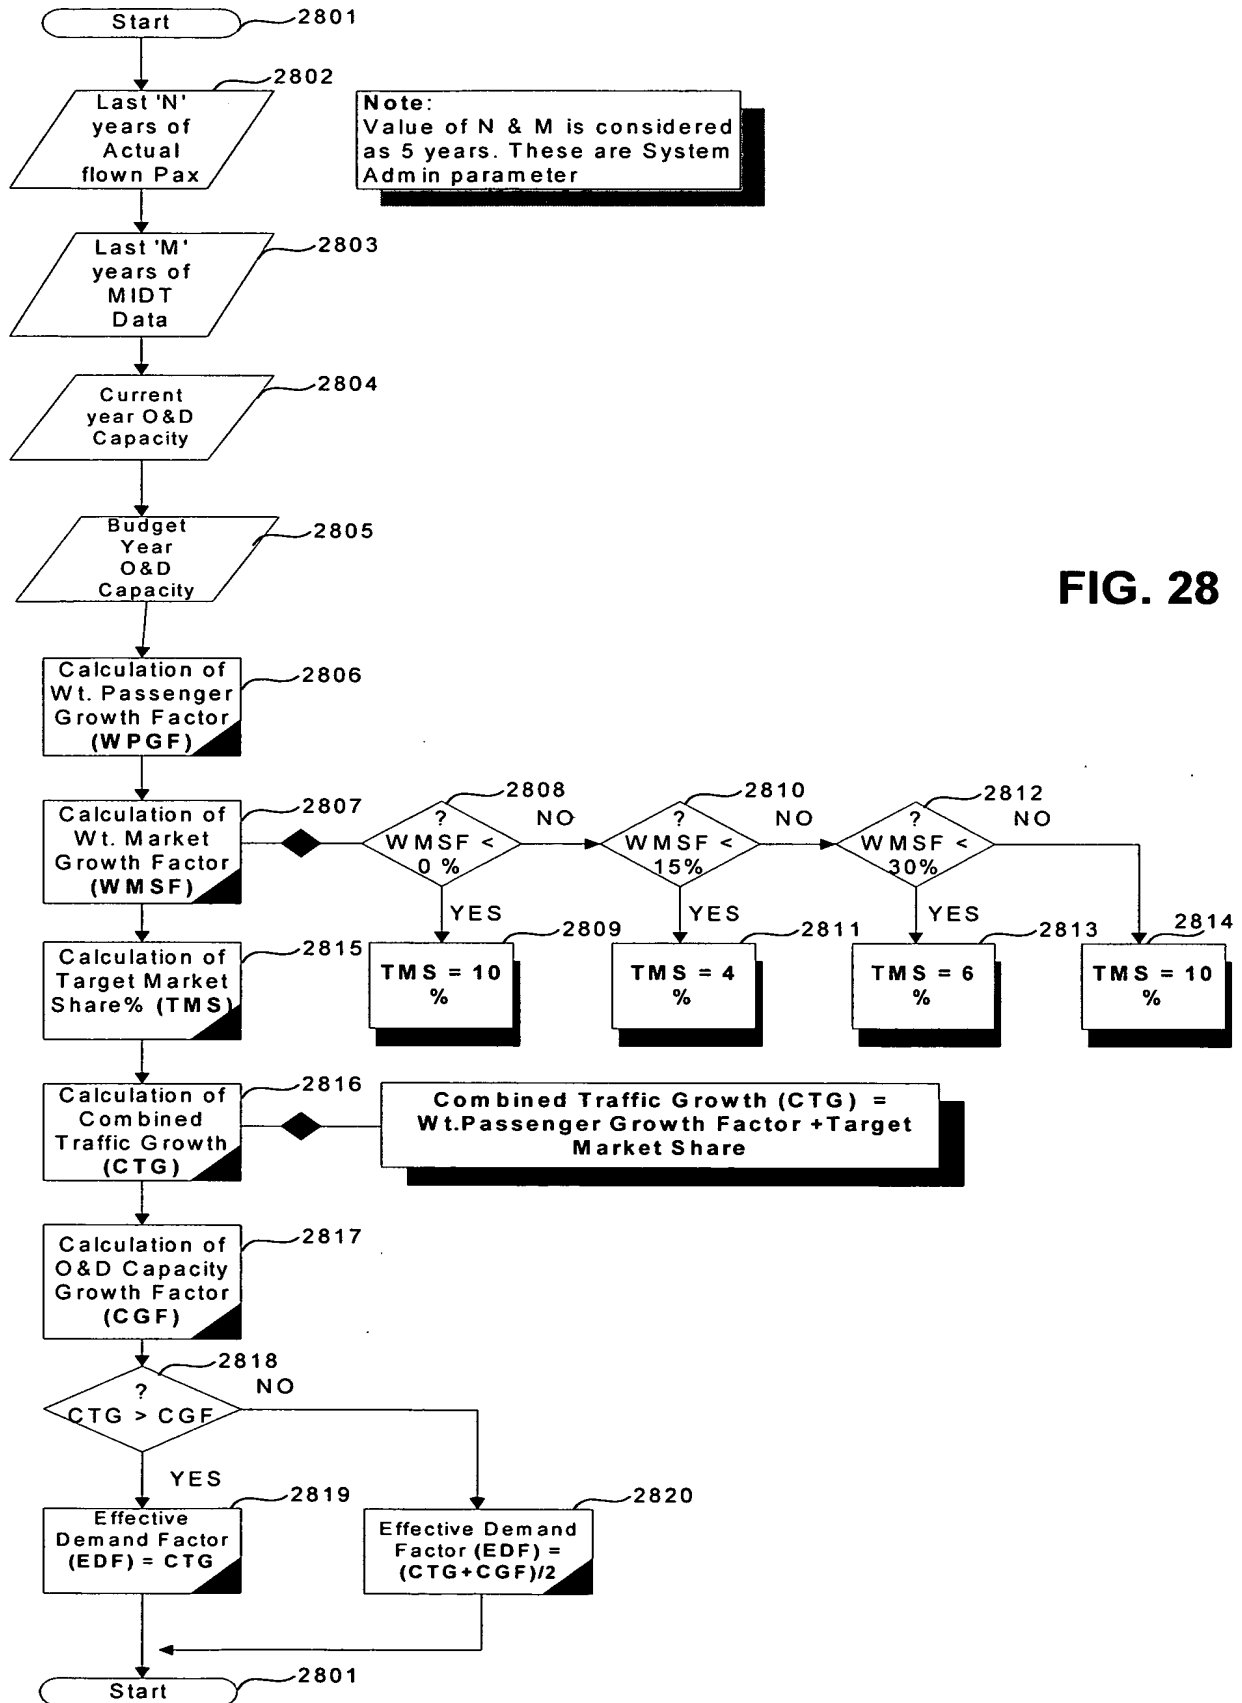 Start
2801
2802
Last 'N'
years of
Actual
flown Pax
Note:
Value of N & M is considered
as 5 years. These are System
Admin parameter
Last 'M'
years of
MIDT
Data
2803
Current
year O&D
Capacity
2804
Budget
Year
O&D
Capacity
2805
FIG. 28
Calculation of
Wt. Passenger
Growth Factor
(WPGF)
2806
Calculation of
Wt. Market
Growth Factor
(WMSF)
2807
2808
?
WMSF <
0 %
NO
YES
2810
?
WMSF <
15%
NO
YES
2812
?
WMSF <
30%
NO
YES
2809
TMS = 10
%
2811
TMS = 4
%
2813
TMS = 6
%
2814
TMS = 10
%
Calculation of
Target Market
Share% (TMS)
2815
Calculation of
Combined
Traffic Growth
(CTG)
2816
Combined Traffic Growth (CTG) =
Wt.Passenger Growth Factor +Target
Market Share
Calculation of
O&D Capacity
Growth Factor
(CGF)
2817
2818
?
CTG > CGF
NO
YES
2819
Effective
Demand Factor
(EDF) = CTG
2820
Effective Demand
Factor (EDF) =
(CTG+CGF)/2
Start
2801